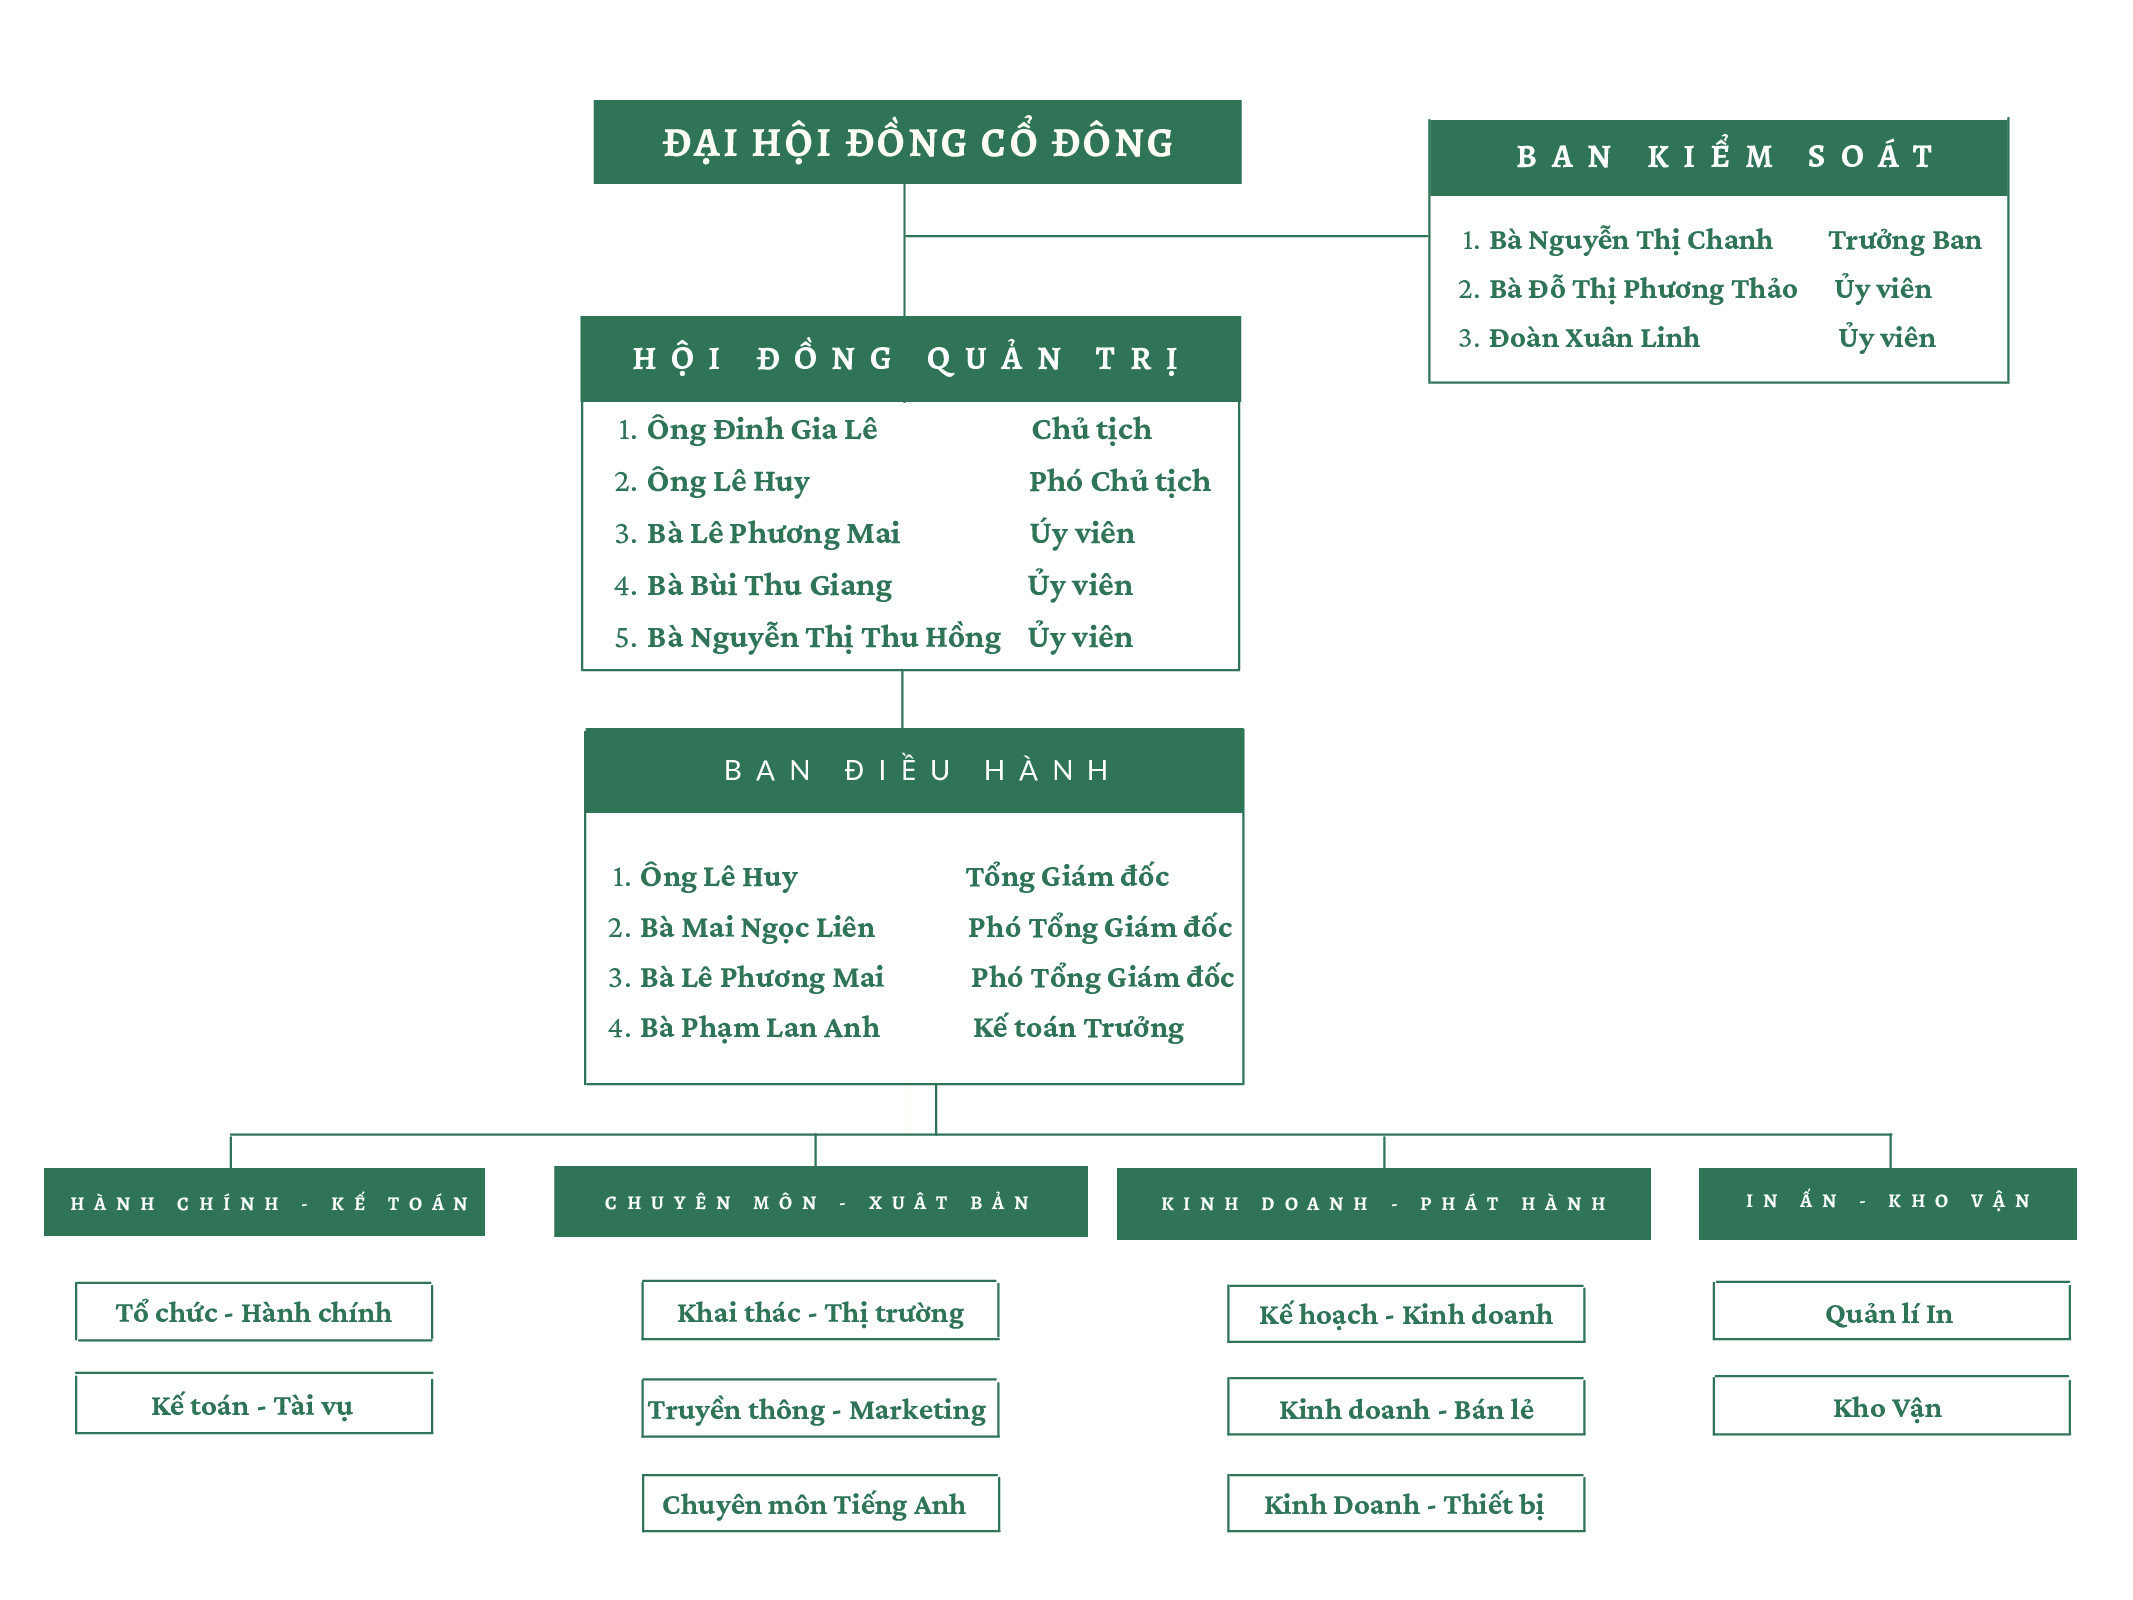 ĐẠI HỘI ĐỒNG CỔ ĐÔNG
BAN KIỂM SOÁT
1. Bà Nguyễn Thị Chanh Trưởng Ban
2. Bà Đỗ Thị Phương Thảo Ủy viên
3. Đoàn Xuân Linh Ủy viên
HỘI ĐỒNG QUẢN TRỊ
1. Ông Đinh Gia Lê Chủ tịch
2. Ông Lê Huy Phó Chủ tịch
3. Bà Lê Phương Mai Úy viên
4. Bà Bùi Thu Giang Ủy viên
5. Bà Nguyễn Thị Thu Hồng Ủy viên
BAN ĐIỀU HÀNH
1. Ông Lê Huy Tổng Giám đốc
2. Bà Mai Ngọc Liên Phó Tổng Giám đốc
3. Bà Lê Phương Mai Phó Tổng Giám đốc
4. Bà Phạm Lan Anh Kế toán Trưởng
HÀNH CHÍNH - KẾ TOÁN
Tổ chức - Hành chính
Kế toán - Tài vụ
CHUYÊN MÔN - XUÂT BẢN
Khai thác - Thị trường
Truyền thông - Marketing
Chuyên môn Tiếng Anh
KINH DOANH - PHÁT HÀNH
Kế hoạch - Kinh doanh
Kinh doanh - Bán lẻ
Kinh Doanh - Thiết bị
IN ẤN - KHO VẬN
Quản lí In
Kho Vận